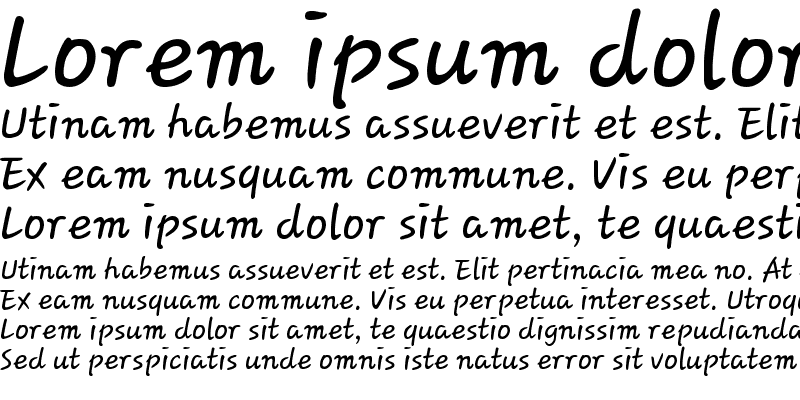 Lorem ipsum dolor
Utinam habemus assueverit et est. Elit
Ex eam nusquam commune. Vis eu per
Lorem ipsum dolor sit amet, te quaesti
Utinam habemus assueverit et est. Elit pertinacia mea no. At
Ex eam nusquam commune. Vis eu perpetua interesset. Utroq
Lorem ipsum dolor sit amet, te quaestio dignissim repudianda
Sed ut perspiciatis unde omnis iste natus error sit voluptatem